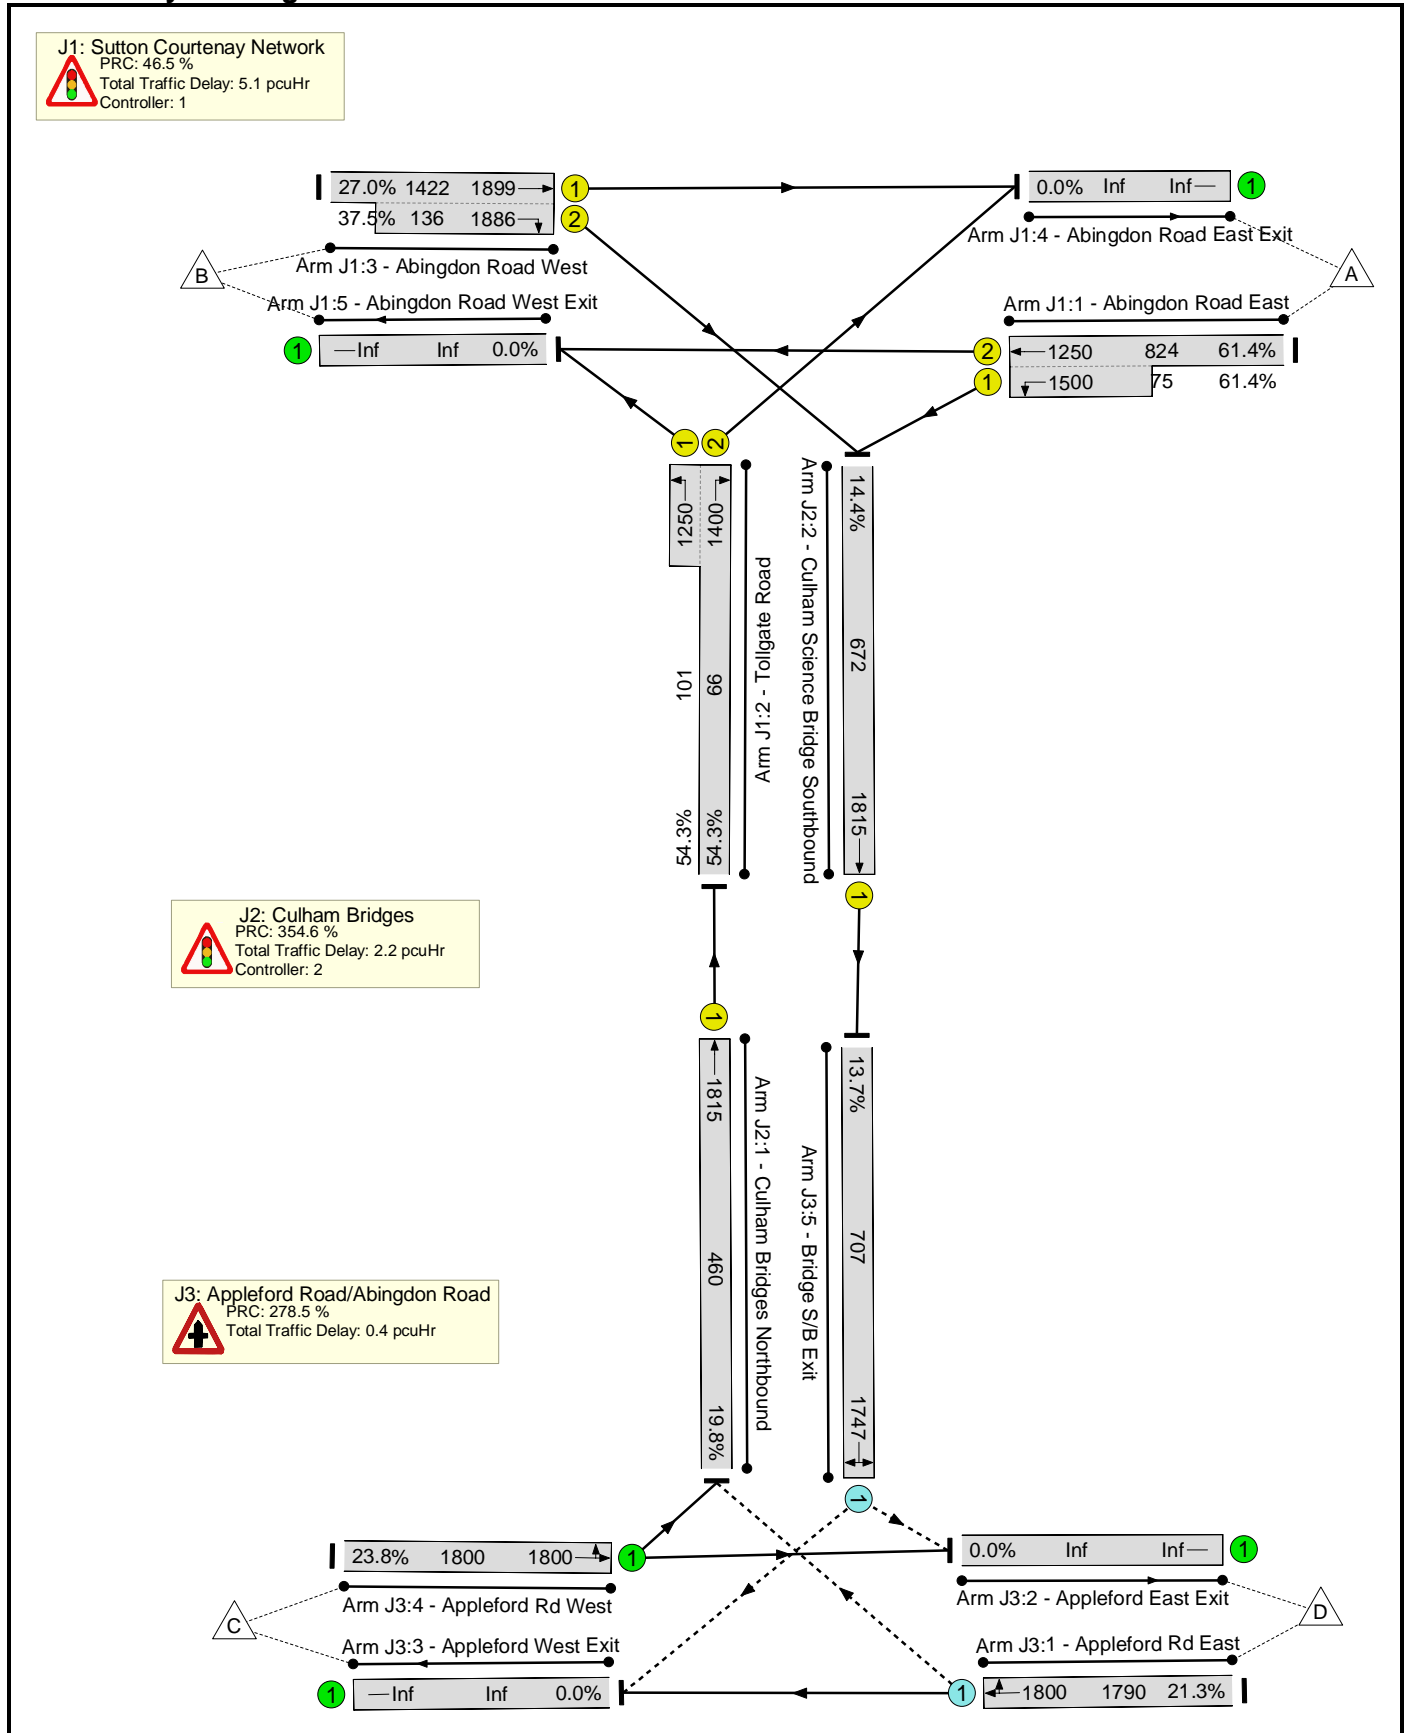 J1: Sutton Courtenay Network
PRC: 46.5 %
Total Traffic Delay: 5.1 pcuHr
Controller: 1
27.0% 1422 1899
1
37.5% 136 1886
2
Arm J1:3 - Abingdon Road West
B
Arm J1:5 - Abingdon Road West Exit
1
Inf Inf 0.0%
0.0% Inf Inf
1
Arm J1:4 - Abingdon Road East Exit
A
Arm J1:1 - Abingdon Road East
2
1250 824 61.4%
1
1500 75 61.4%
1
2
1250 101 54.3%
1400 99 54.3%
Arm J1:2 - Tollgate Road
Arm J2:2 - Culham Science Bridge Southbound
14.4% 672 1815
1
J2: Culham Bridges
PRC: 354.6 %
Total Traffic Delay: 2.2 pcuHr
Controller: 2
1
1815 460 19.8%
Arm J2:1 - Culham Bridges Northbound
Arm J3:5 - Bridge S/B Exit
13.7% 707 1747
1
J3: Appleford Road/Abingdon Road
PRC: 278.5 %
Total Traffic Delay: 0.4 pcuHr
23.8% 1800 1800
1
Arm J3:4 - Appleford Rd West
C
Arm J3:3 - Appleford West Exit
1
Inf Inf 0.0%
0.0% Inf Inf
1
Arm J3:2 - Appleford East Exit
D
Arm J3:1 - Appleford Rd East
1
1800 1790 21.3%